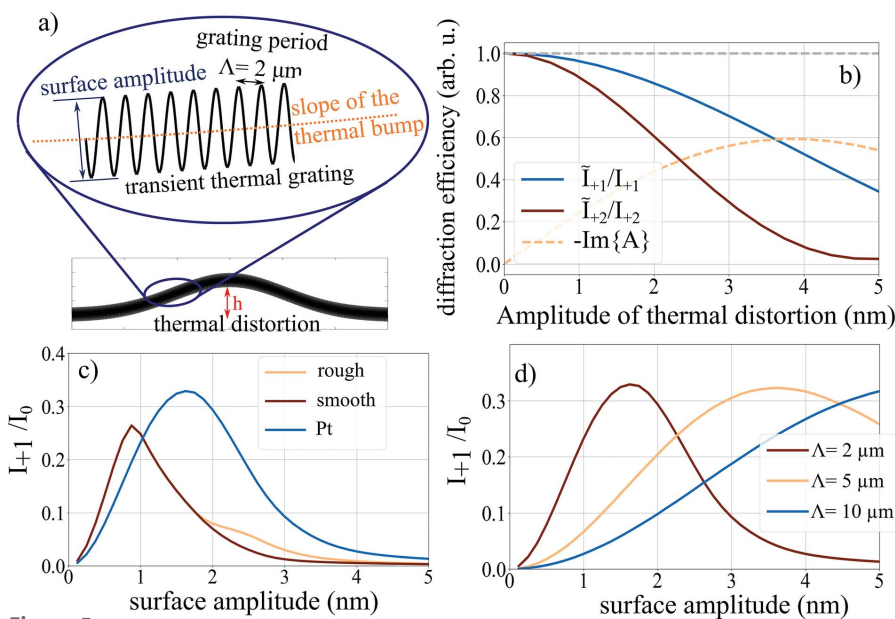 a)
grating period
Λ= 2 µm
surface amplitude
slope of the
thermal bump
transient thermal grating
h
thermal distortion
diffraction efficiency (arb. u.)
1.0
0.8
0.6
0.4
0.2
0.0
b)
Ĩ+1/I+1
Ĩ+2/I+2
-Im{A}
0 1 2 3 4 5
Amplitude of thermal distortion (nm)
I+1/I0
0.4
0.3
0.2
0.1
0.0
c)
rough
smooth
Pt
0 1 2 3 4 5
surface amplitude (nm)
I+1/I0
0.3
0.2
0.1
0.0
d)
Λ= 2 µm
Λ= 5 µm
Λ= 10 µm
0 1 2 3 4 5
surface amplitude (nm)